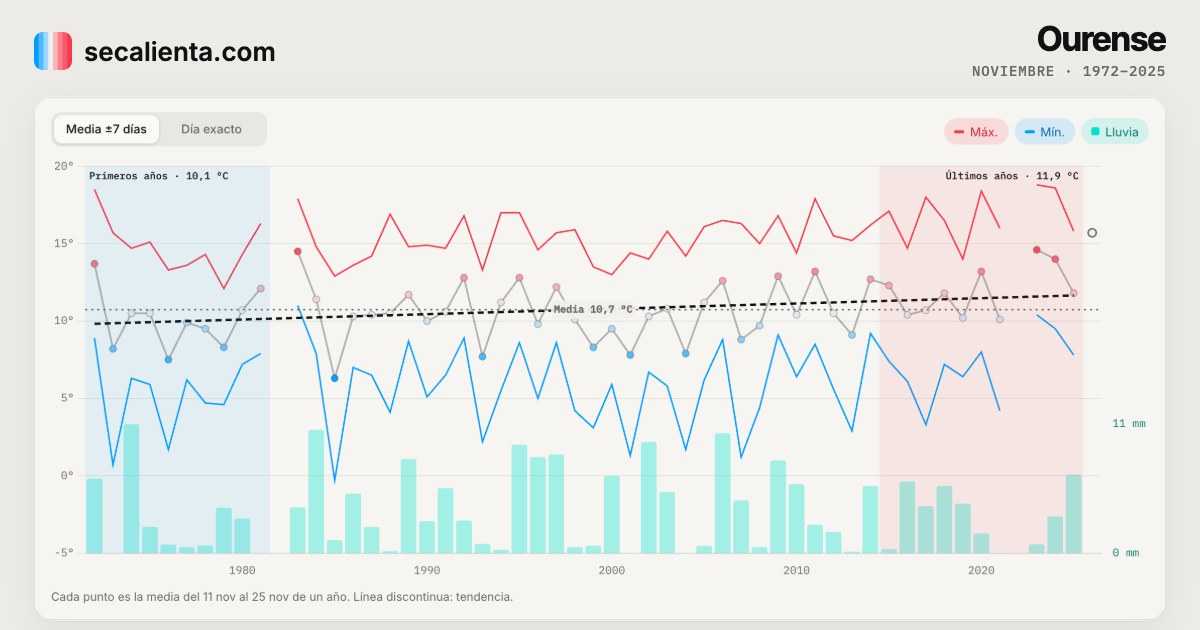 secalienta.com
Ourense
NOVIEMBRE · 1972–2025
Media ±7 días
Día exacto
Máx.
Mín.
Lluvia
20°
Primeros años · 10,1 °C
Últimos años · 11,9 °C
15°
Media 10,7 °C
10°
5°
11 mm
0°
-5°
0 mm
1980
1990
2000
2010
2020
Cada punto es la media del 11 nov al 25 nov de un año. Línea discontinua: tendencia.